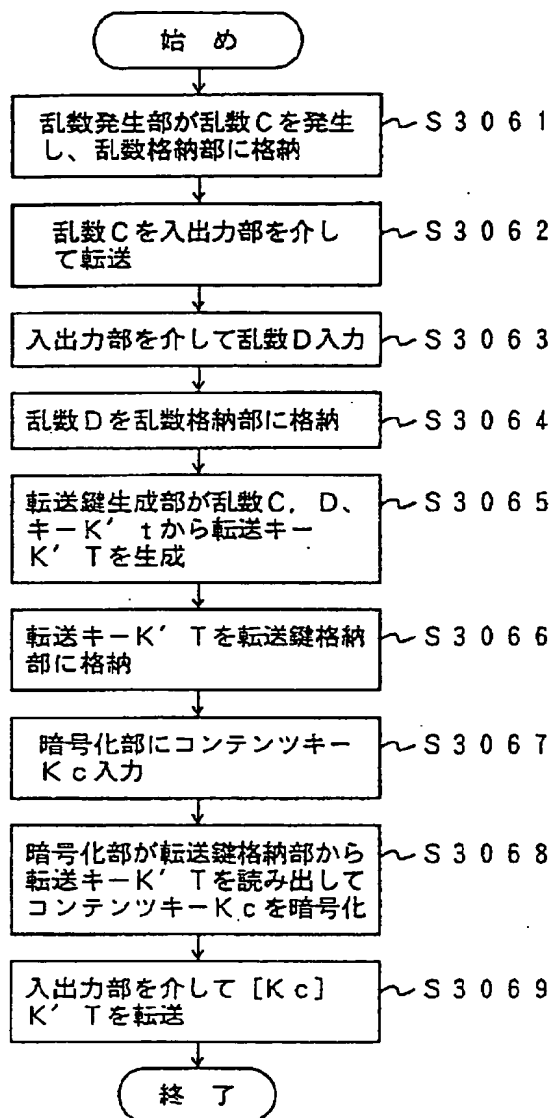 始 め
乱数発生部が乱数Cを発生
し、乱数格納部に格納
S3061
乱数Cを入出力部を介し
て転送
S3062
入出力部を介して乱数D入力
S3063
乱数Dを乱数格納部に格納
S3064
転送鍵生成部が乱数C,D、
キーK′tから転送キー
K′Tを生成
S3065
転送キーK′Tを転送鍵格納
部に格納
S3066
暗号化部にコンテンツキー
Kc入力
S3067
暗号化部が転送鍵格納部から
転送キーK′Tを読み出して
コンテンツキーKcを暗号化
S3068
入出力部を介して[Kc]
K′Tを転送
S3069
終 了